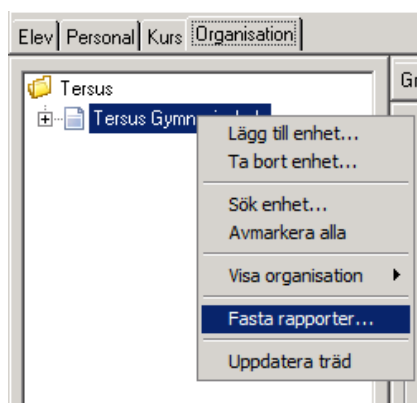 Elev Personal Kurs Organisation
Tersus
Tersus
Lägg till enhet...
Ta bort enhet...
Sök enhet...
Avmarkera alla
Visa organisation
Fasta rapporter...
Uppdatera träd